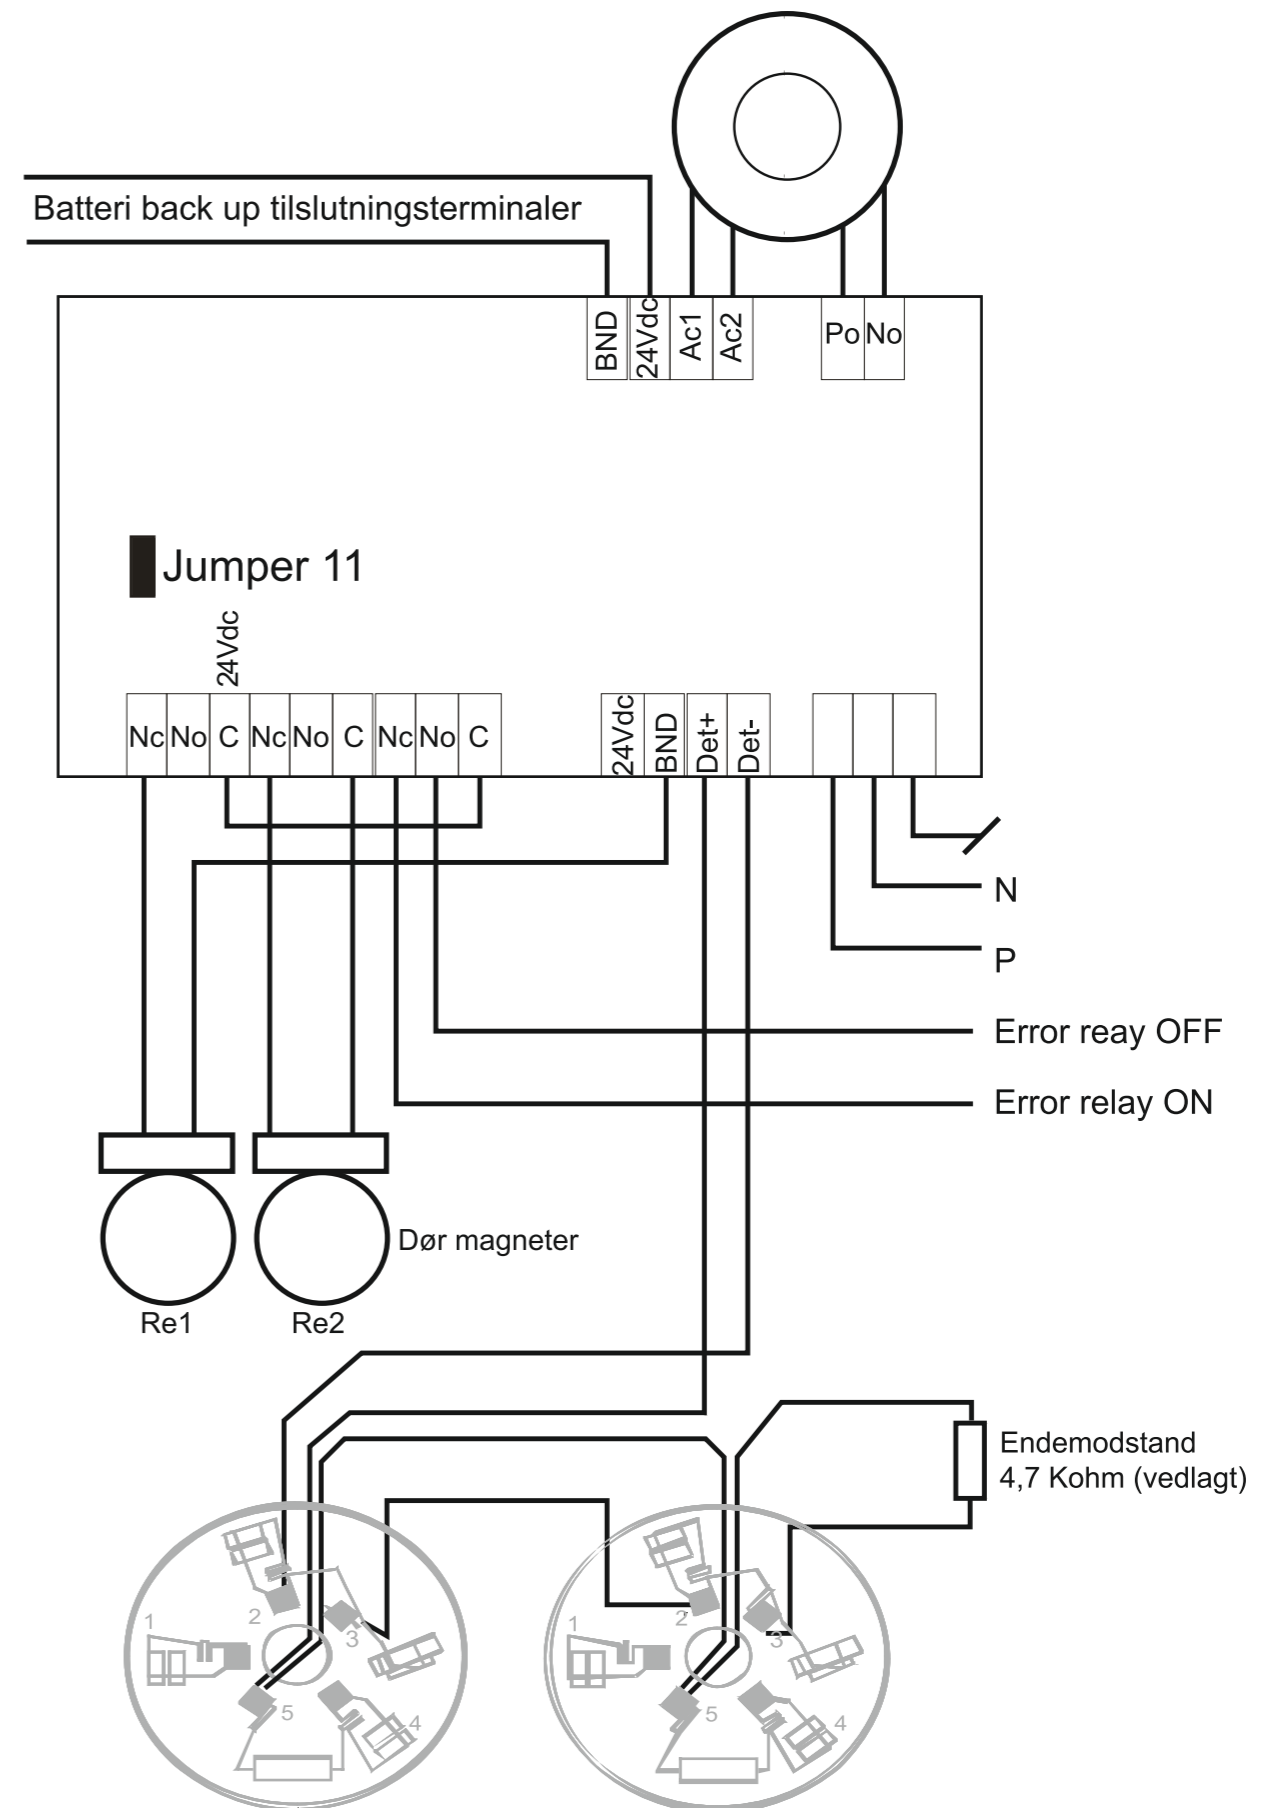 Batteri back up tilslutningsterminaler
BND
24Vdc
Ac1
Ac2
Po
No
Jumper 11
24Vdc
Nc
No
C
Nc
No
C
Nc
No
C
24Vdc
BND
Det+
Det-
N
P
Error reay OFF
Error relay ON
Dør magneter
Re1
Re2
Endemodstand
4,7 Kohm (vedlagt)
1
2
3
4
5
1
2
3
4
5